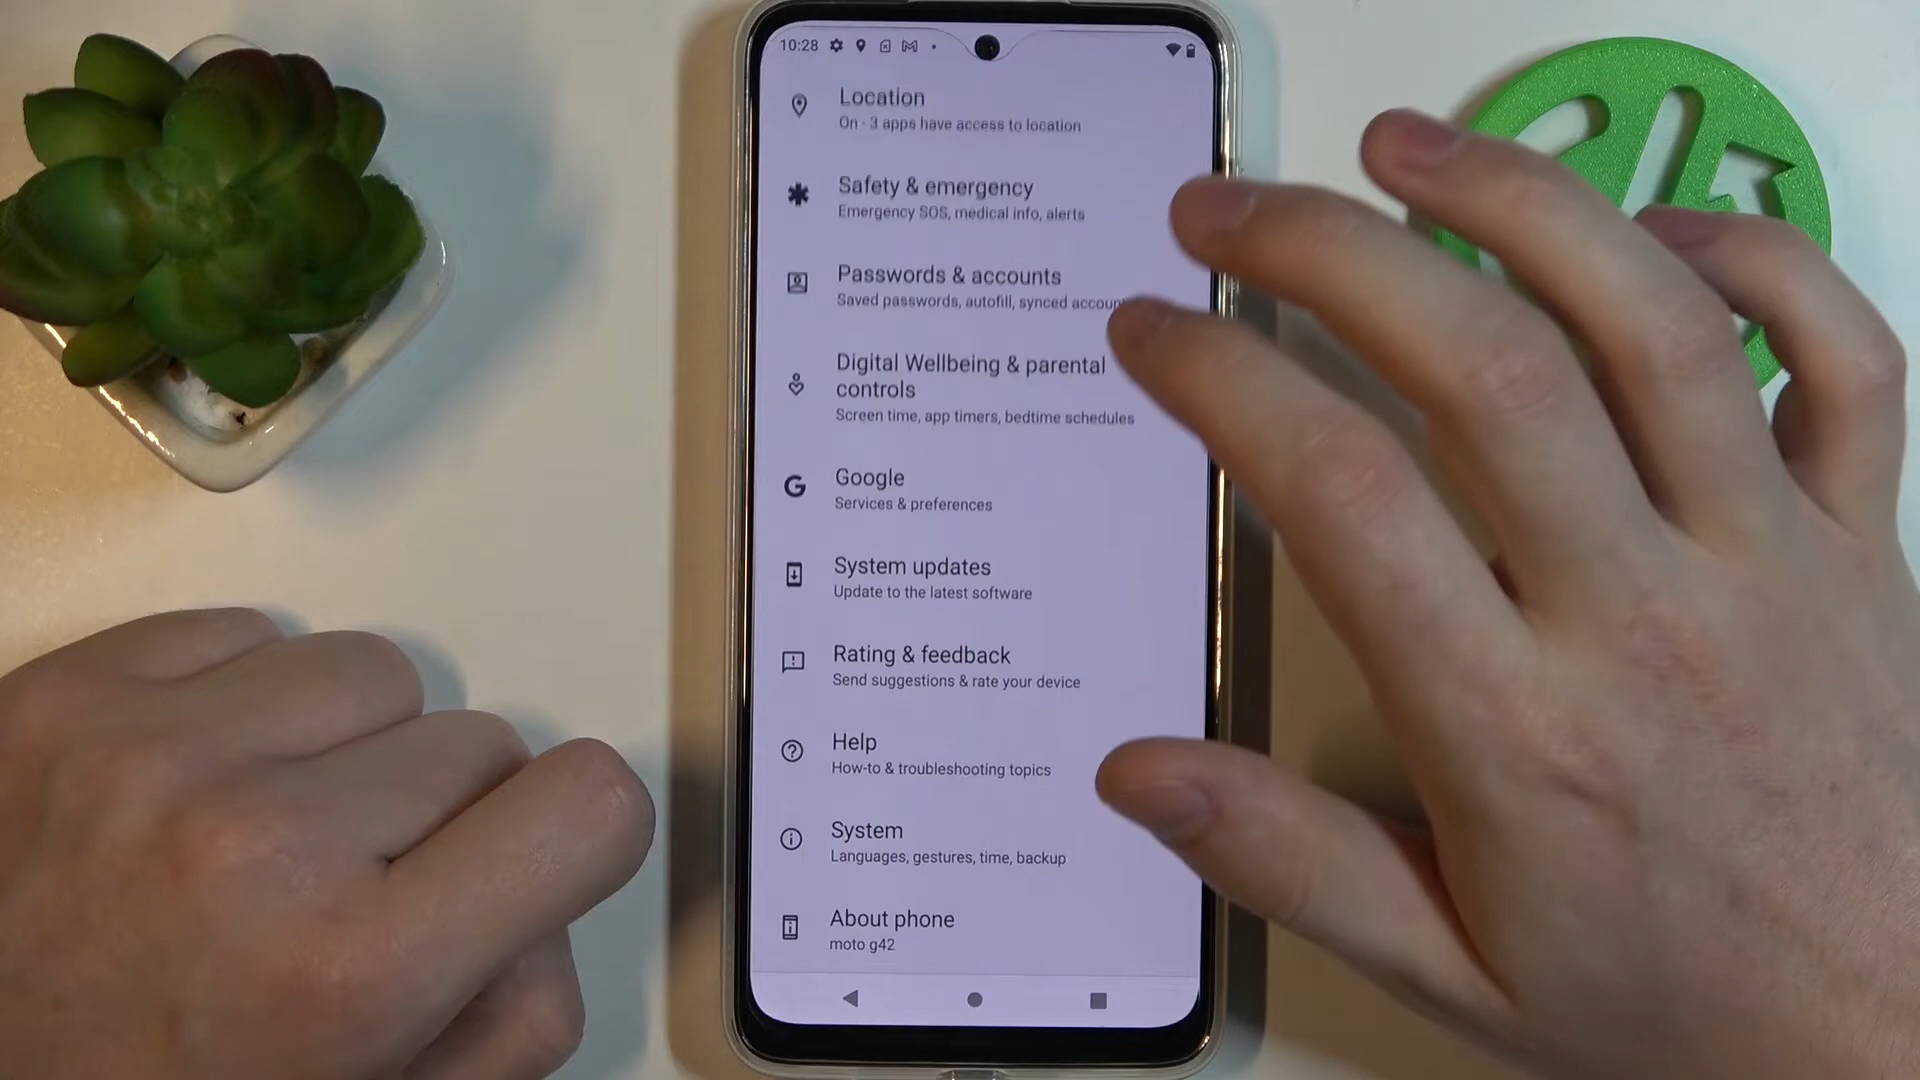 10:28
Location
On - 3 apps have access to location
Safety & emergency
Emergency SOS, medical info, alerts
Passwords & accounts
Saved passwords, autofill, synced
Digital Wellbeing & parental
controls
Screen time, app timers, bedtime schedules
Google
Services & preferences
System updates
Update to the latest software
Rating & feedback
Send suggestions & rate your device
Help
How-to & troubleshooting topics
System
Languages, gestures, time, backup
About phone
moto g42